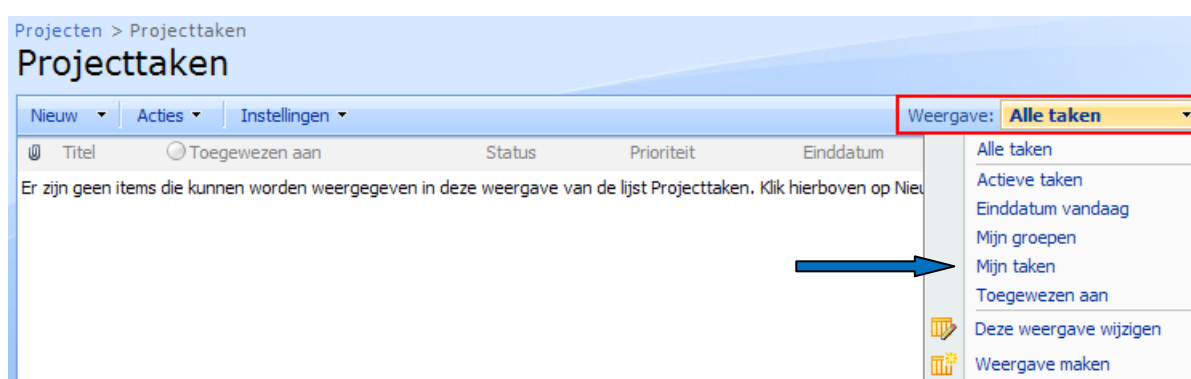 Projecten > Projecttaken
Projecttaken
Nieuw Acties Instellingen Weergave: Alle taken
Titel Toegewezen aan Status Prioriteit Einddatum
Er zijn geen items die kunnen worden weergegeven in deze weergave van de lijst Projecttaken. Klik hierboven op Nieu
Alle taken
Actieve taken
Einddatum vandaag
Mijn groepen
Mijn taken
Toegewezen aan
Deze weergave wijzigen
Weergave maken